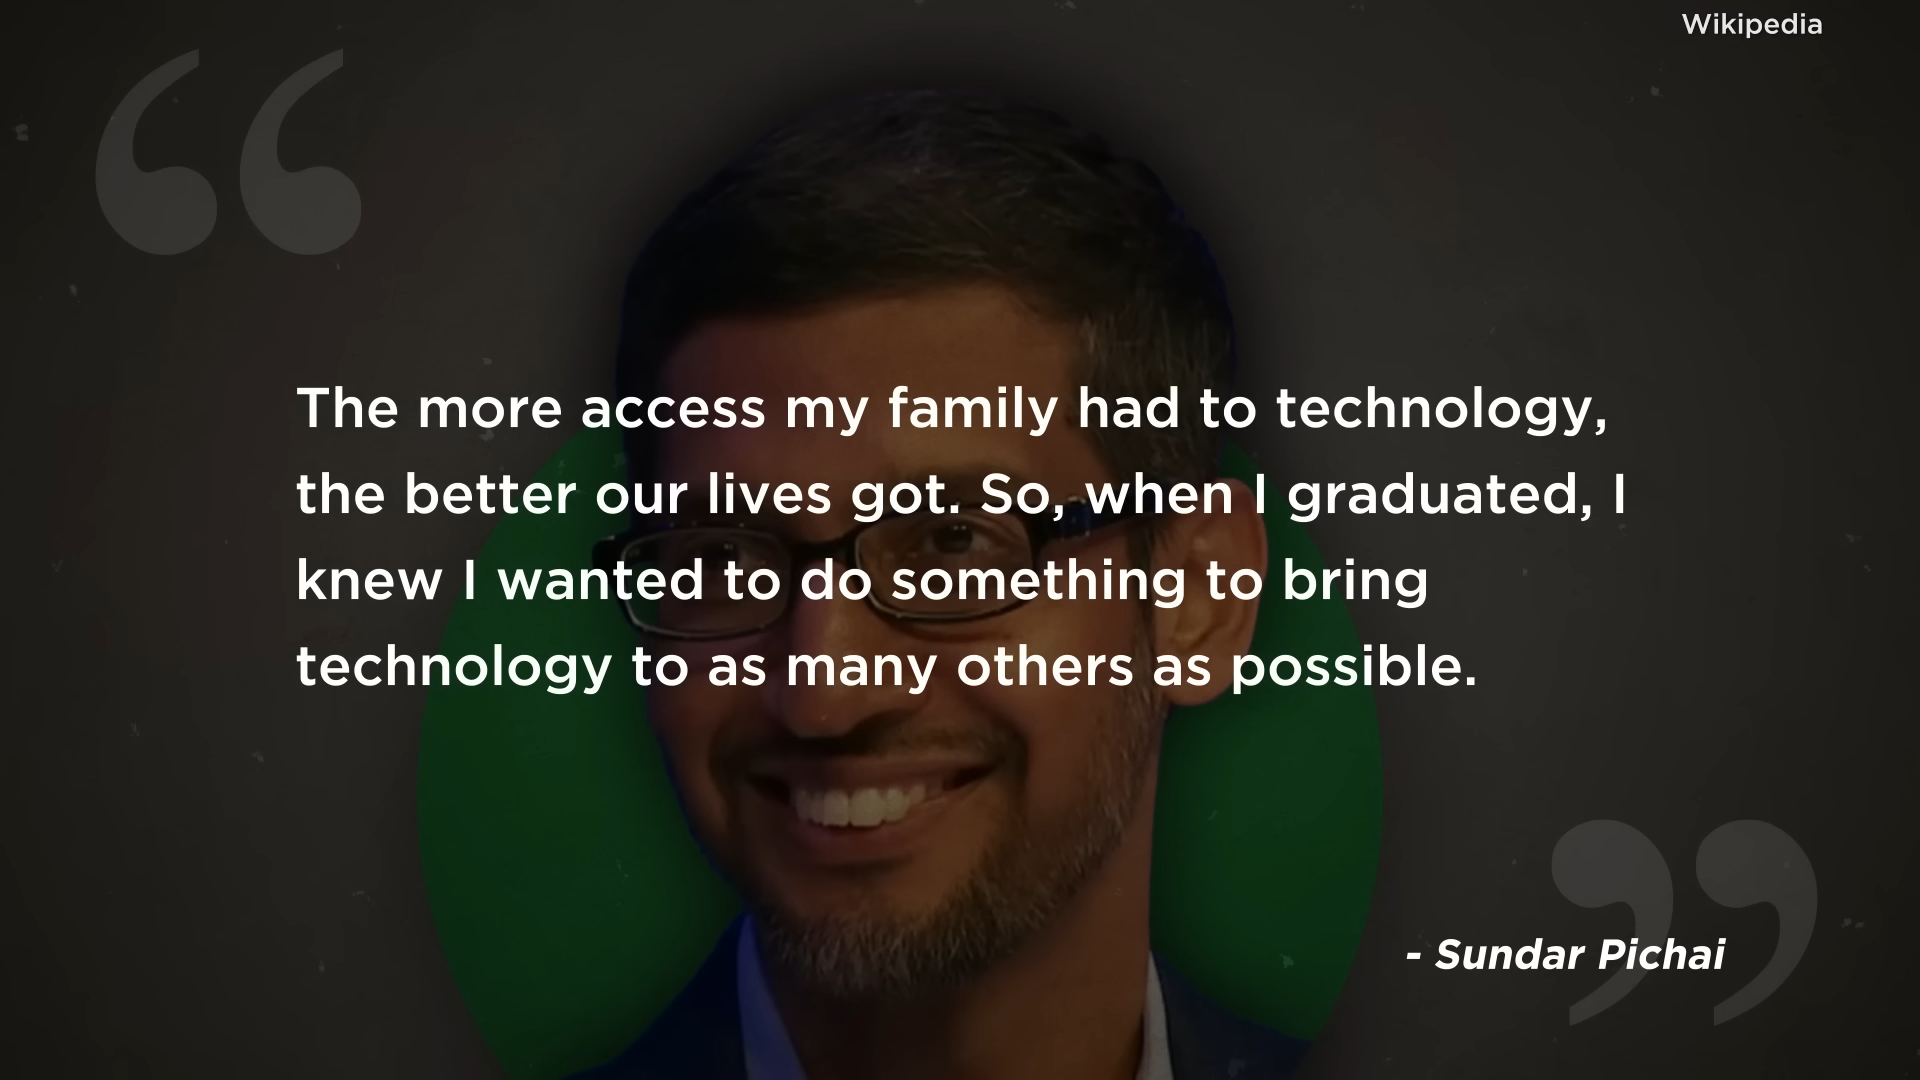 Wikipedia
The more access my family had to technology,
the better our lives got. So, when I graduated, I
knew I wanted to do something to bring
technology to as many others as possible.
- Sundar Pichai